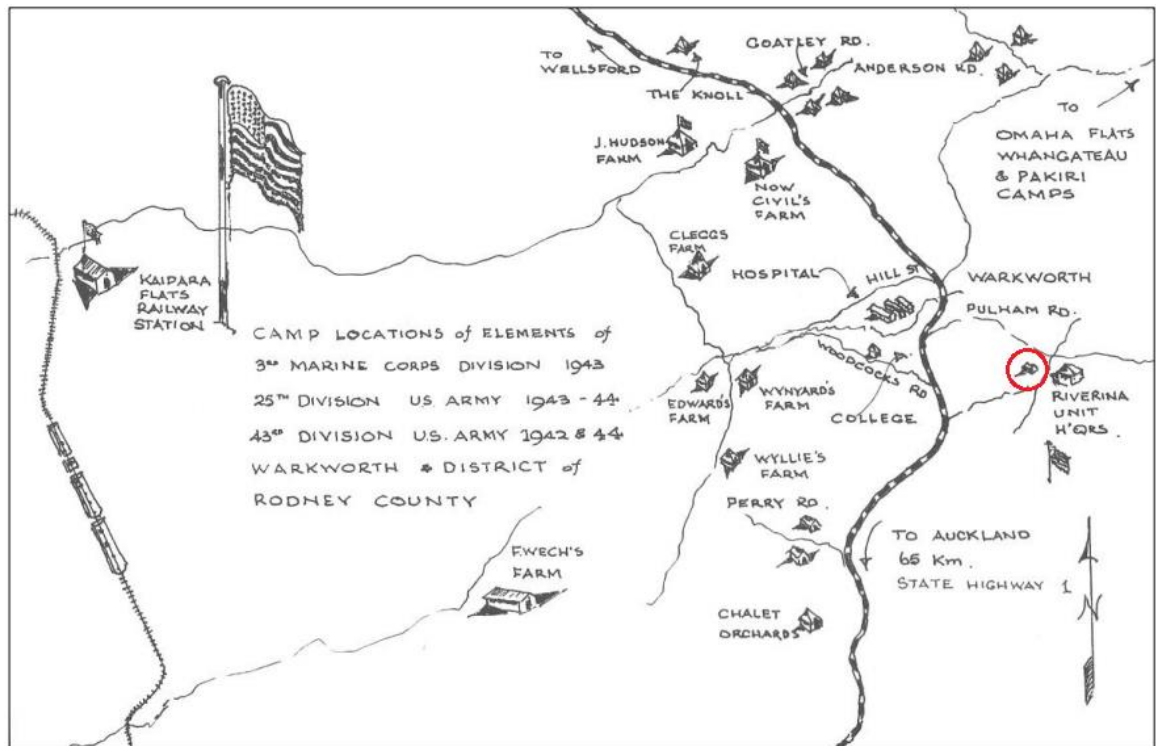 TO
WELLSFORD
THE KNOLL
GOATLEY RD.
ANDERSON RD.
TO
OMAHA FLATS
WHANGATEAU
& PAKIRI
CAMPS
J. HUDSON
FARM
NOW
CIVIL'S
FARM
CLEGGS
FARM
HOSPITAL
HILL ST
WARKWORTH
PULHAM RD.
KAIPARA
FLATS
RAILWAY
STATION
CAMP LOCATIONS of ELEMENTS of
3RD MARINE CORPS DIVISION 1943
25TH DIVISION U.S. ARMY 1943 - 44
43RD DIVISION U.S. ARMY 1942 & 44
WARKWORTH & DISTRICT of
RODNEY COUNTY
WOODCOCKS RD
COLLEGE
EDWARD'S
FARM
WYNYARD'S
FARM
RIVERINA
UNIT
H'QRS.
WYLLIE'S
FARM
PERRY RD.
TO AUCKLAND
65 Km.
STATE HIGHWAY 1
F.WECH'S
FARM
CHALET
ORCHARDS
N